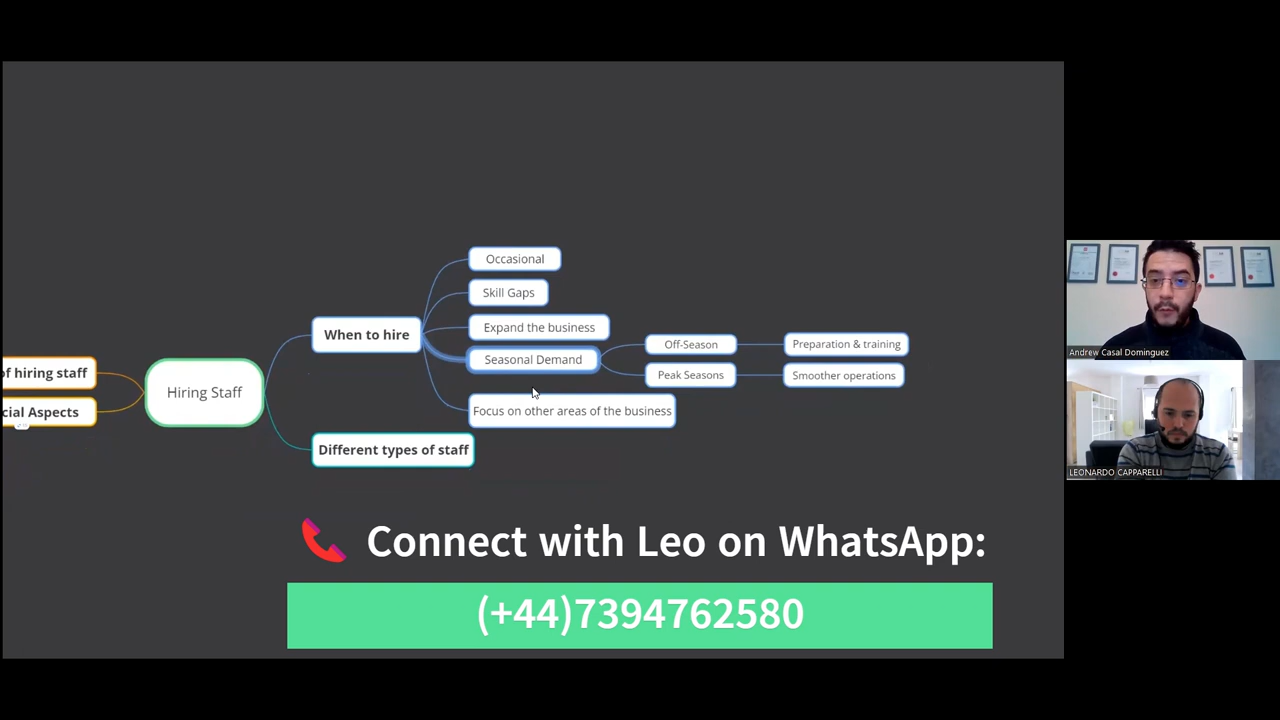 Occasional
Skill Gaps
Expand the business
When to hire
Seasonal Demand
Off-Season
Preparation & training
Peak Seasons
Smoother operations
of hiring staff
Hiring Staff
cial Aspects
Focus on other areas of the business
Different types of staff
Connect with Leo on WhatsApp:
(+44)7394762580
Andrew Casal Dominguez
LEONARDO CAPPARELLI